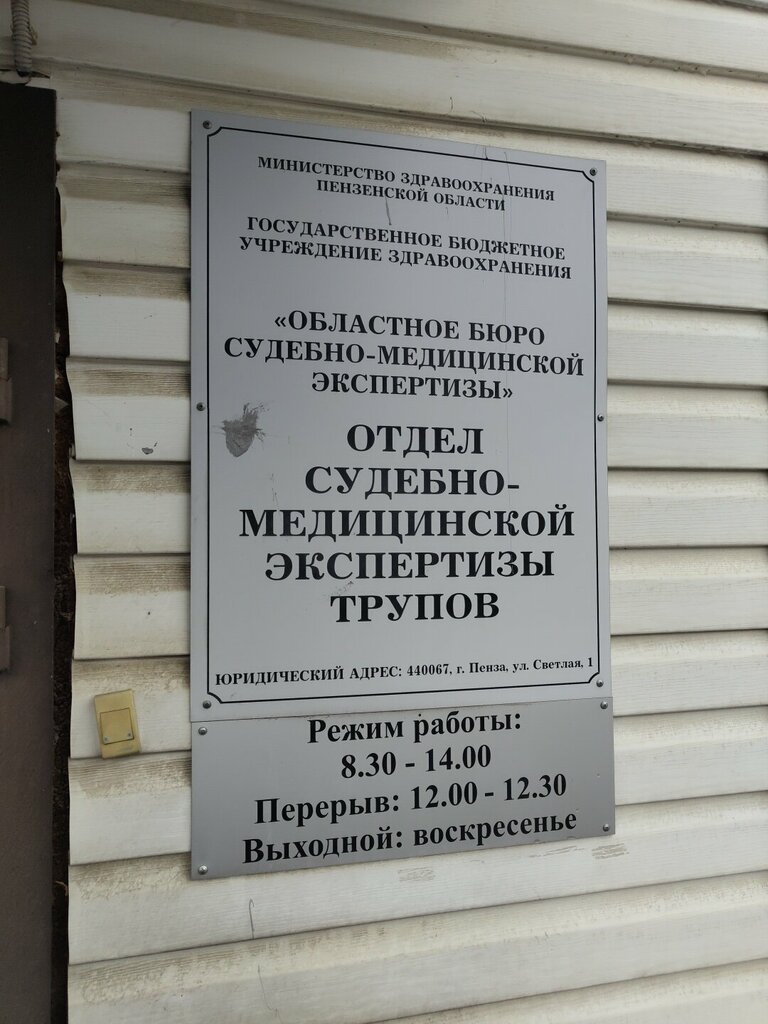 МИНИСТЕРСТВО ЗДРАВООХРАНЕНИЯ
ПЕНЗЕНСКОЙ ОБЛАСТИ
ГОСУДАРСТВЕННОЕ БЮДЖЕТНОЕ
УЧРЕЖДЕНИЕ ЗДРАВООХРАНЕНИЯ
«ОБЛАСТНОЕ БЮРО
СУДЕБНО-МЕДИЦИНСКОЙ
ЭКСПЕРТИЗЫ»
ОТДЕЛ
СУДЕБНО-
МЕДИЦИНСКОЙ
ЭКСПЕРТИЗЫ
ТРУПОВ
ЮРИДИЧЕСКИЙ АДРЕС: 440067, г. Пенза, ул. Светлая, 1
Режим работы:
8.30 - 14.00
Перерыв: 12.00 - 12.30
Выходной: воскресенье